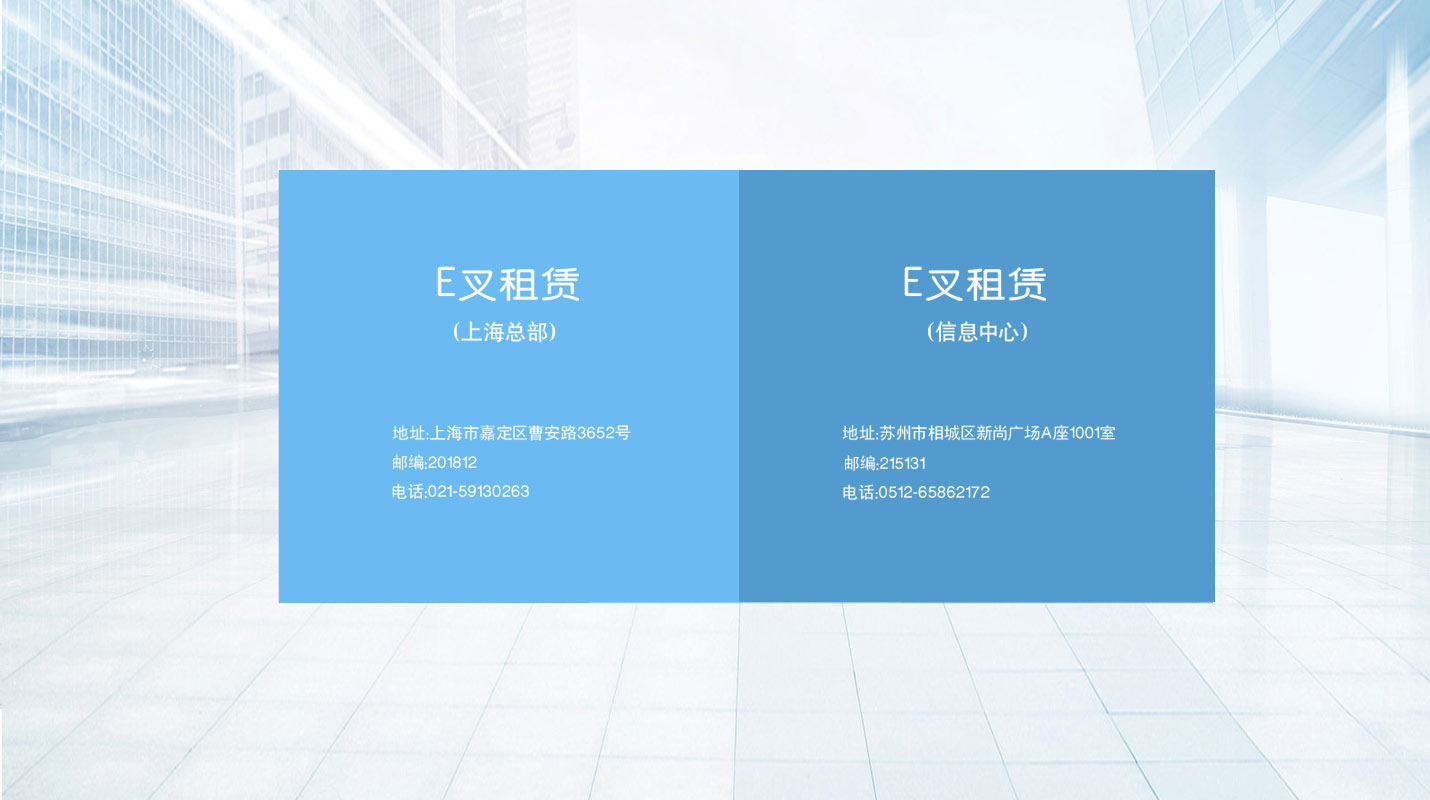 E叉租赁
(上海总部)
地址:上海市嘉定区曹安路3652号
邮编:201812
电话:021-59130263
E叉租赁
(信息中心)
地址:苏州市相城区新尚广场A座1001室
邮编:215131
电话:0512-65862172